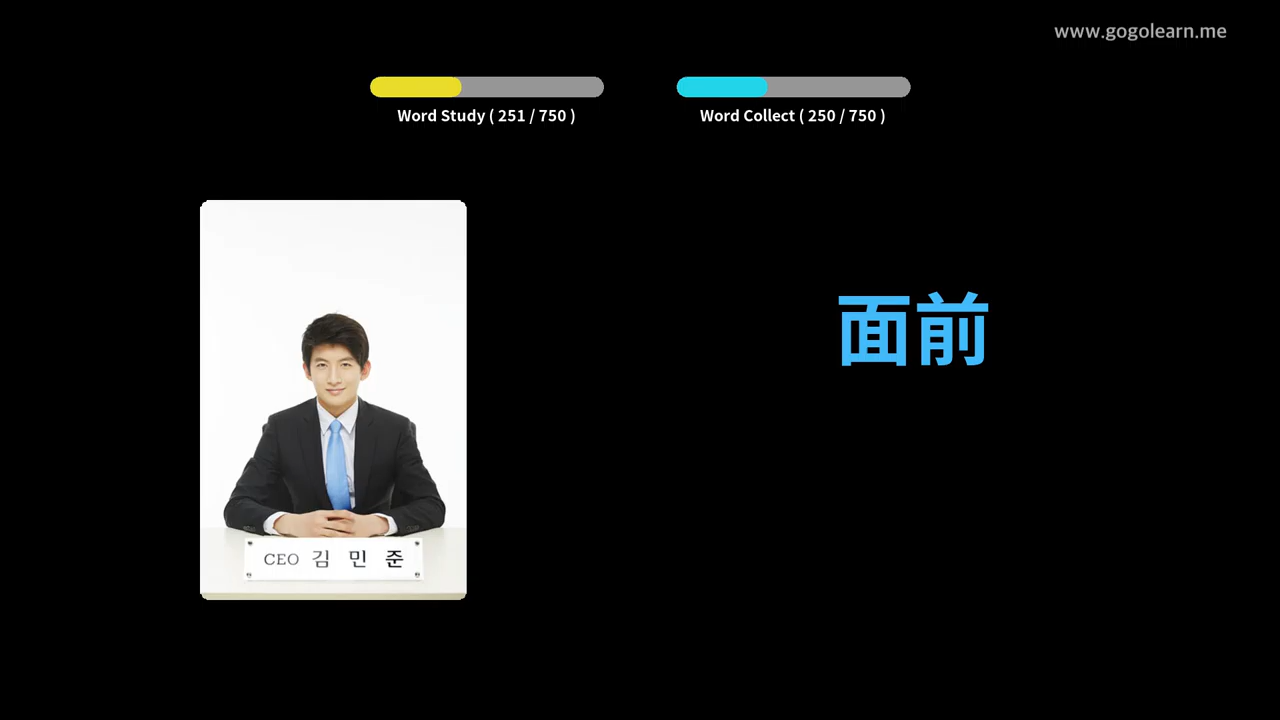 www.gogolearn.me
Word Study ( 251 / 750 )
Word Collect ( 250 / 750 )
面前
CEO 김 민 준